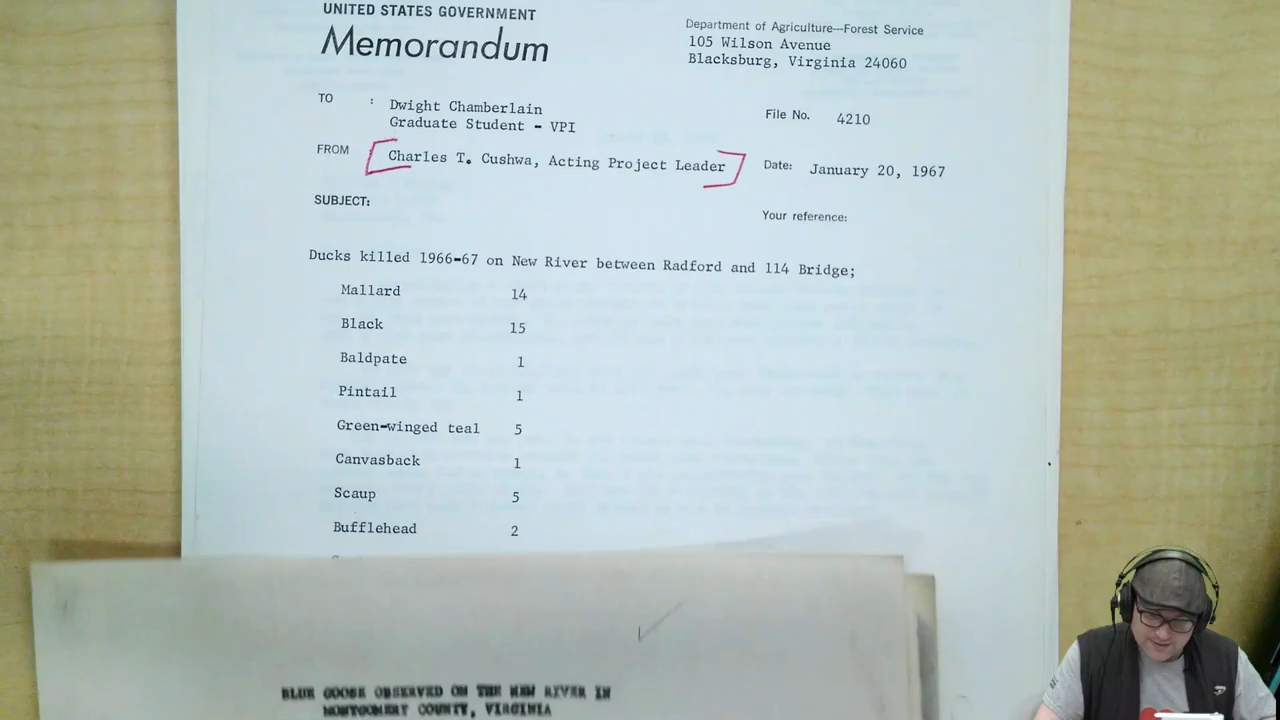 UNITED STATES GOVERNMENT
Memorandum
Department of Agriculture—Forest Service
105 Wilson Avenue
Blacksburg, Virginia 24060
TO : Dwight Chamberlain
Graduate Student - VPI
File No. 4210
FROM Charles T. Cushwa, Acting Project Leader
Date: January 20, 1967
SUBJECT:
Your reference:
Ducks killed 1966-67 on New River between Radford and 114 Bridge;
Mallard 14
Black 15
Baldpate 1
Pintail 1
Green-winged teal 5
Canvasback 1
Scaup 5
Bufflehead 2
BLUE GOOSE OBSERVED ON THE NEW RIVER IN
MONTGOMERY COUNTY, VIRGINIA